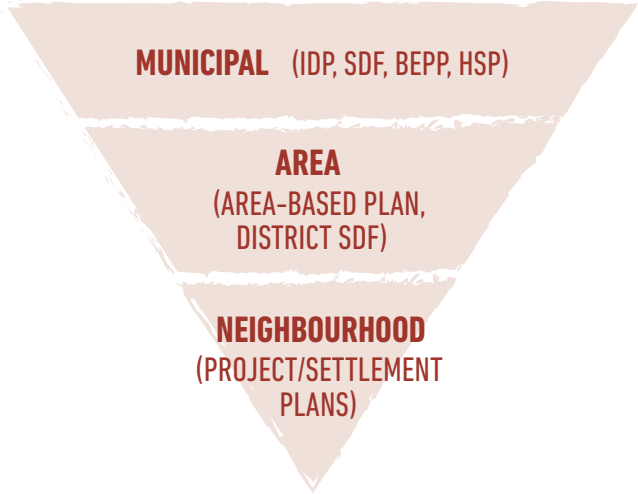 MUNICIPAL (IDP, SDF, BEPP, HSP)
AREA
(AREA-BASED PLAN,
DISTRICT SDF)
NEIGHBOURHOOD
(PROJECT/SETTLEMENT
PLANS)